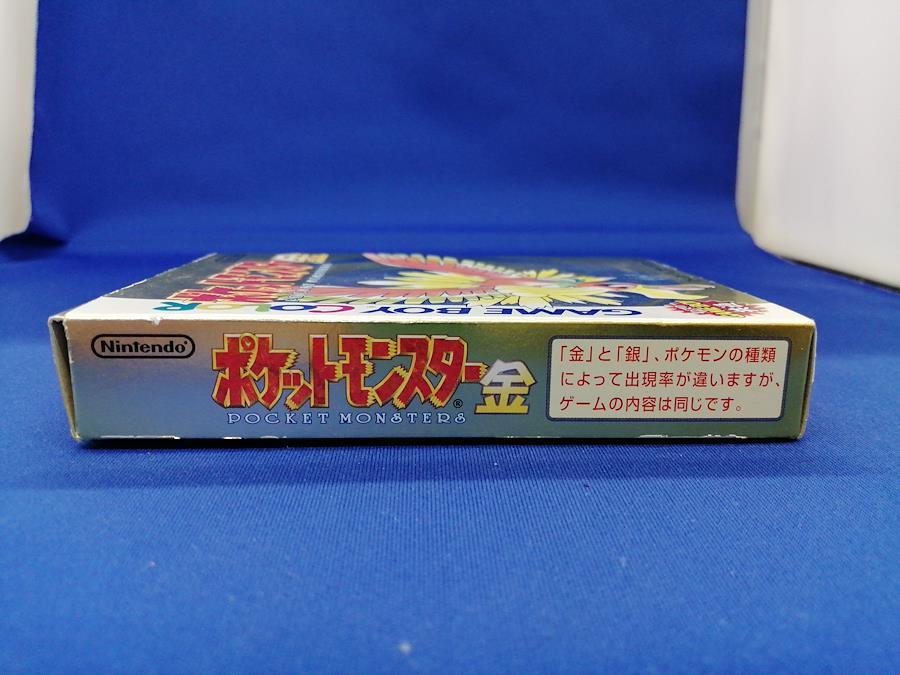 GAME BOY COLOR
Nintendo
ポケットモンスター金
POCKET MONSTERS®
「金」と「銀」、ポケモンの種類
によって出現率が違いますが、
ゲームの内容は同じです。